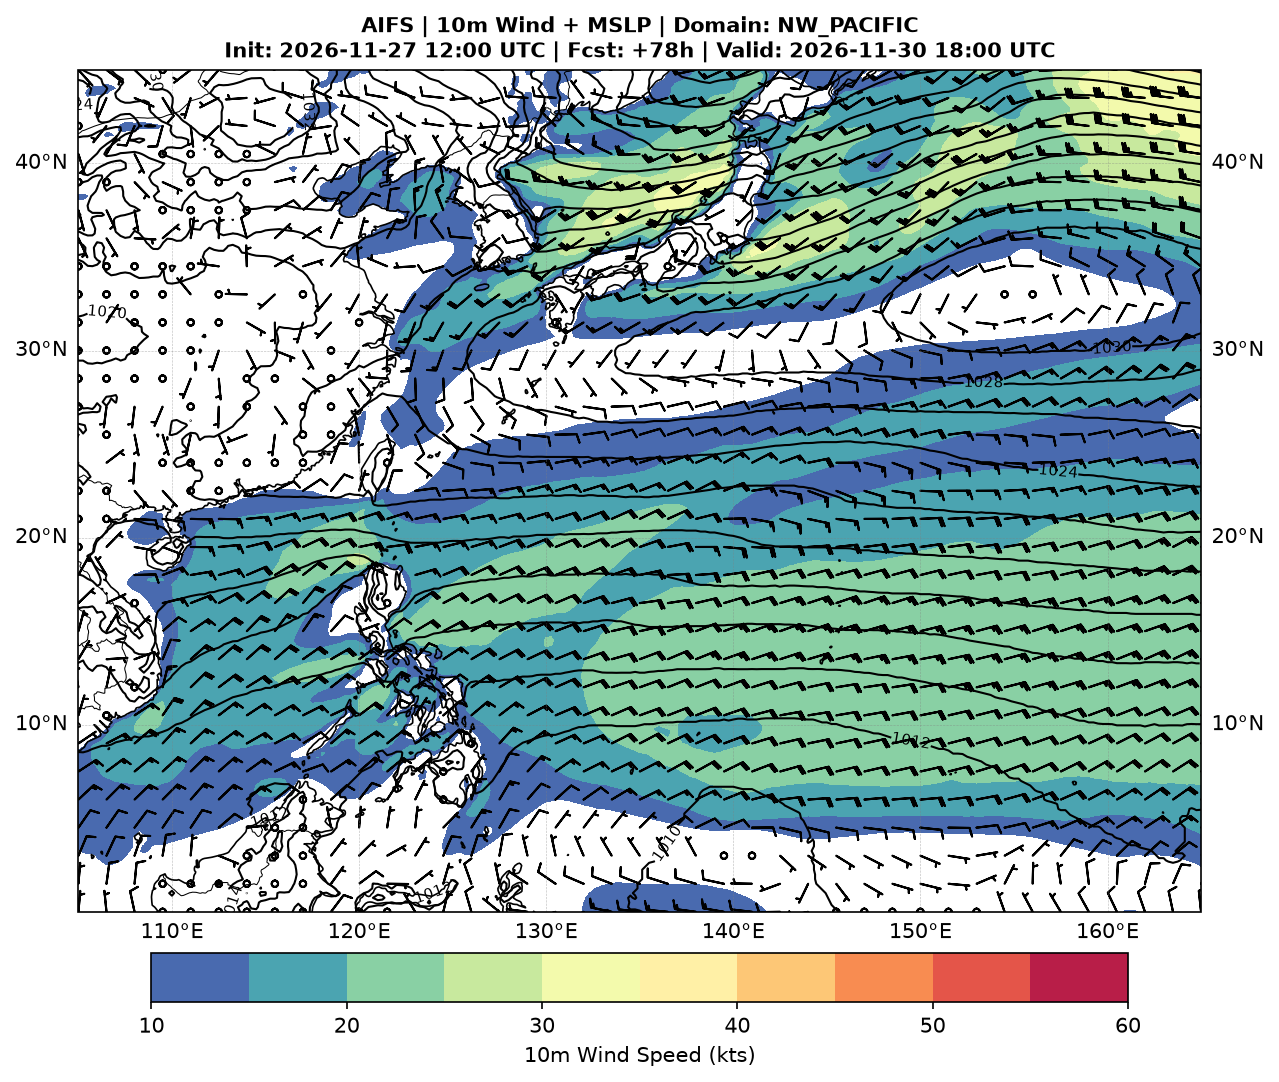 AIFS | 10m Wind + MSLP | Domain: NW_PACIFIC
Init: 2026-11-27 12:00 UTC | Fcst: +78h | Valid: 2026-11-30 18:00 UTC
40°N
40°N
1020
30°N
1030
30°N
1028
1024
20°N
20°N
10°N
1012
10°N
1010
110°E
120°E
130°E
140°E
150°E
160°E
10
20
30
40
50
60
10m Wind Speed (kts)